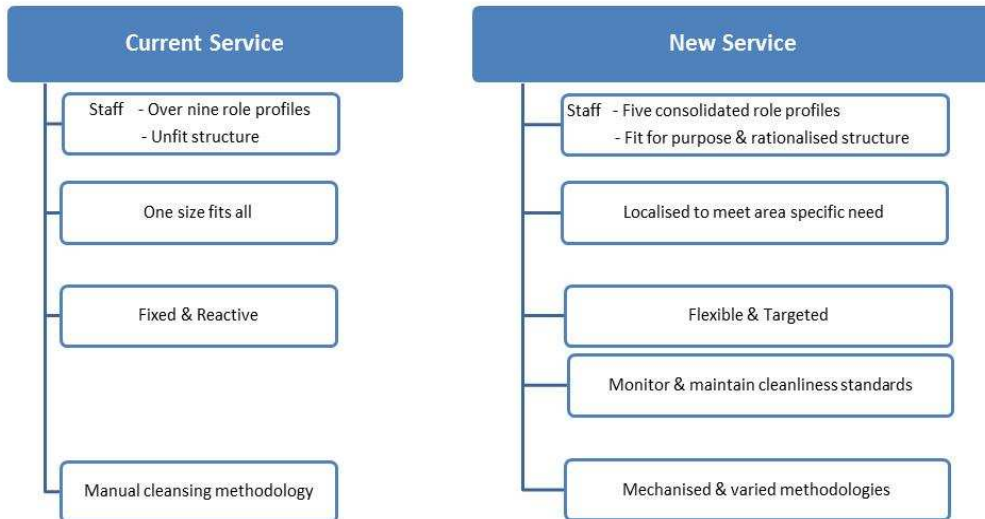 Current Service
Staff - Over nine role profiles
- Unfit structure
One size fits all
Fixed & Reactive
Manual cleansing methodology
New Service
Staff - Five consolidated role profiles
- Fit for purpose & rationalised structure
Localised to meet area specific need
Flexible & Targeted
Monitor & maintain cleanliness standards
Mechanised & varied methodologies